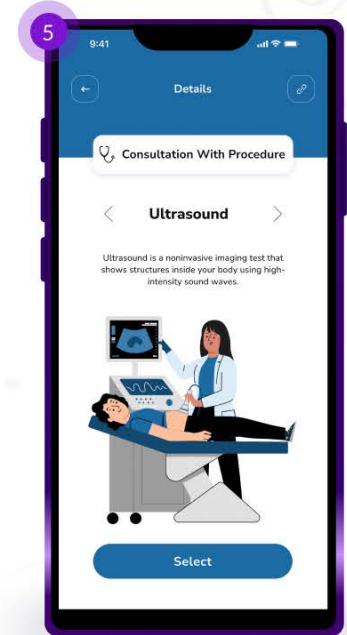 5
9:41
Details
Consultation With Procedure
Ultrasound
Ultrasound is a noninvasive imaging test that
shows structures inside your body using high-
intensity sound waves.
Select